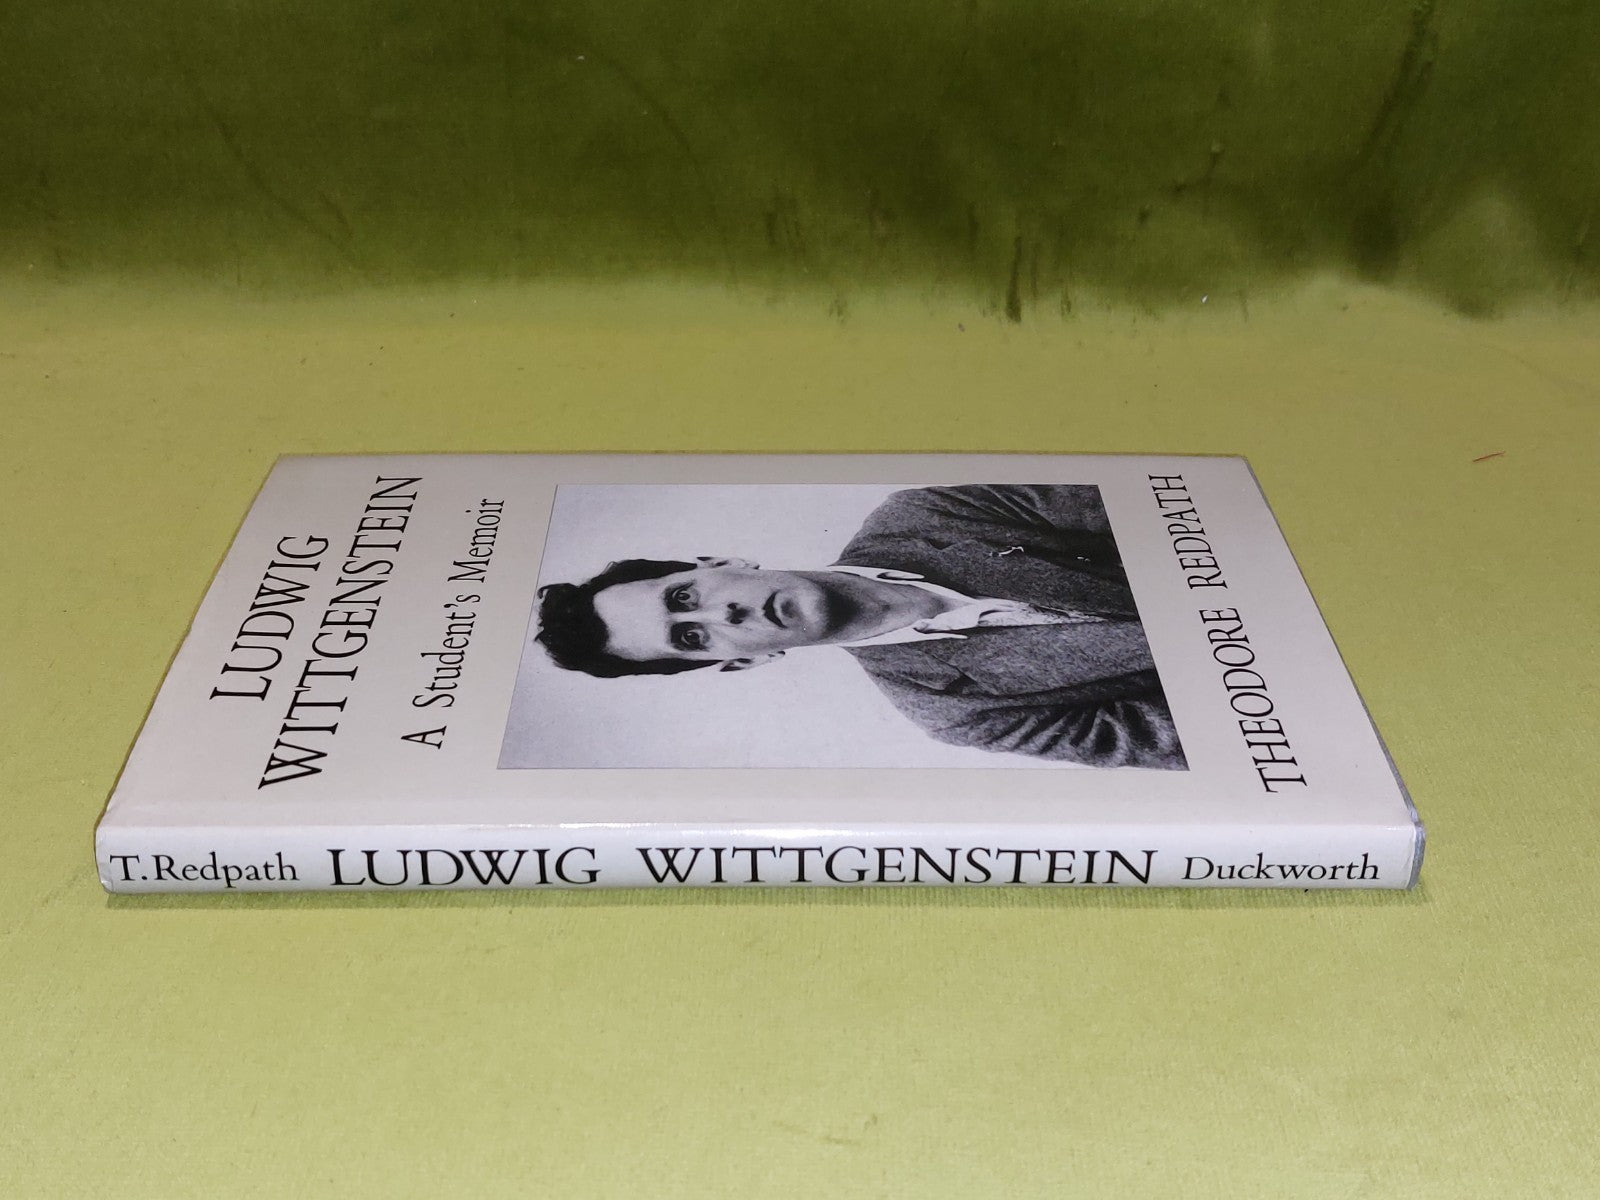 LUDWIG
WITTGENSTEIN
A Student's Memoir
THEODORE REDPATH
T. Redpath LUDWIG WITTGENSTEIN Duckworth